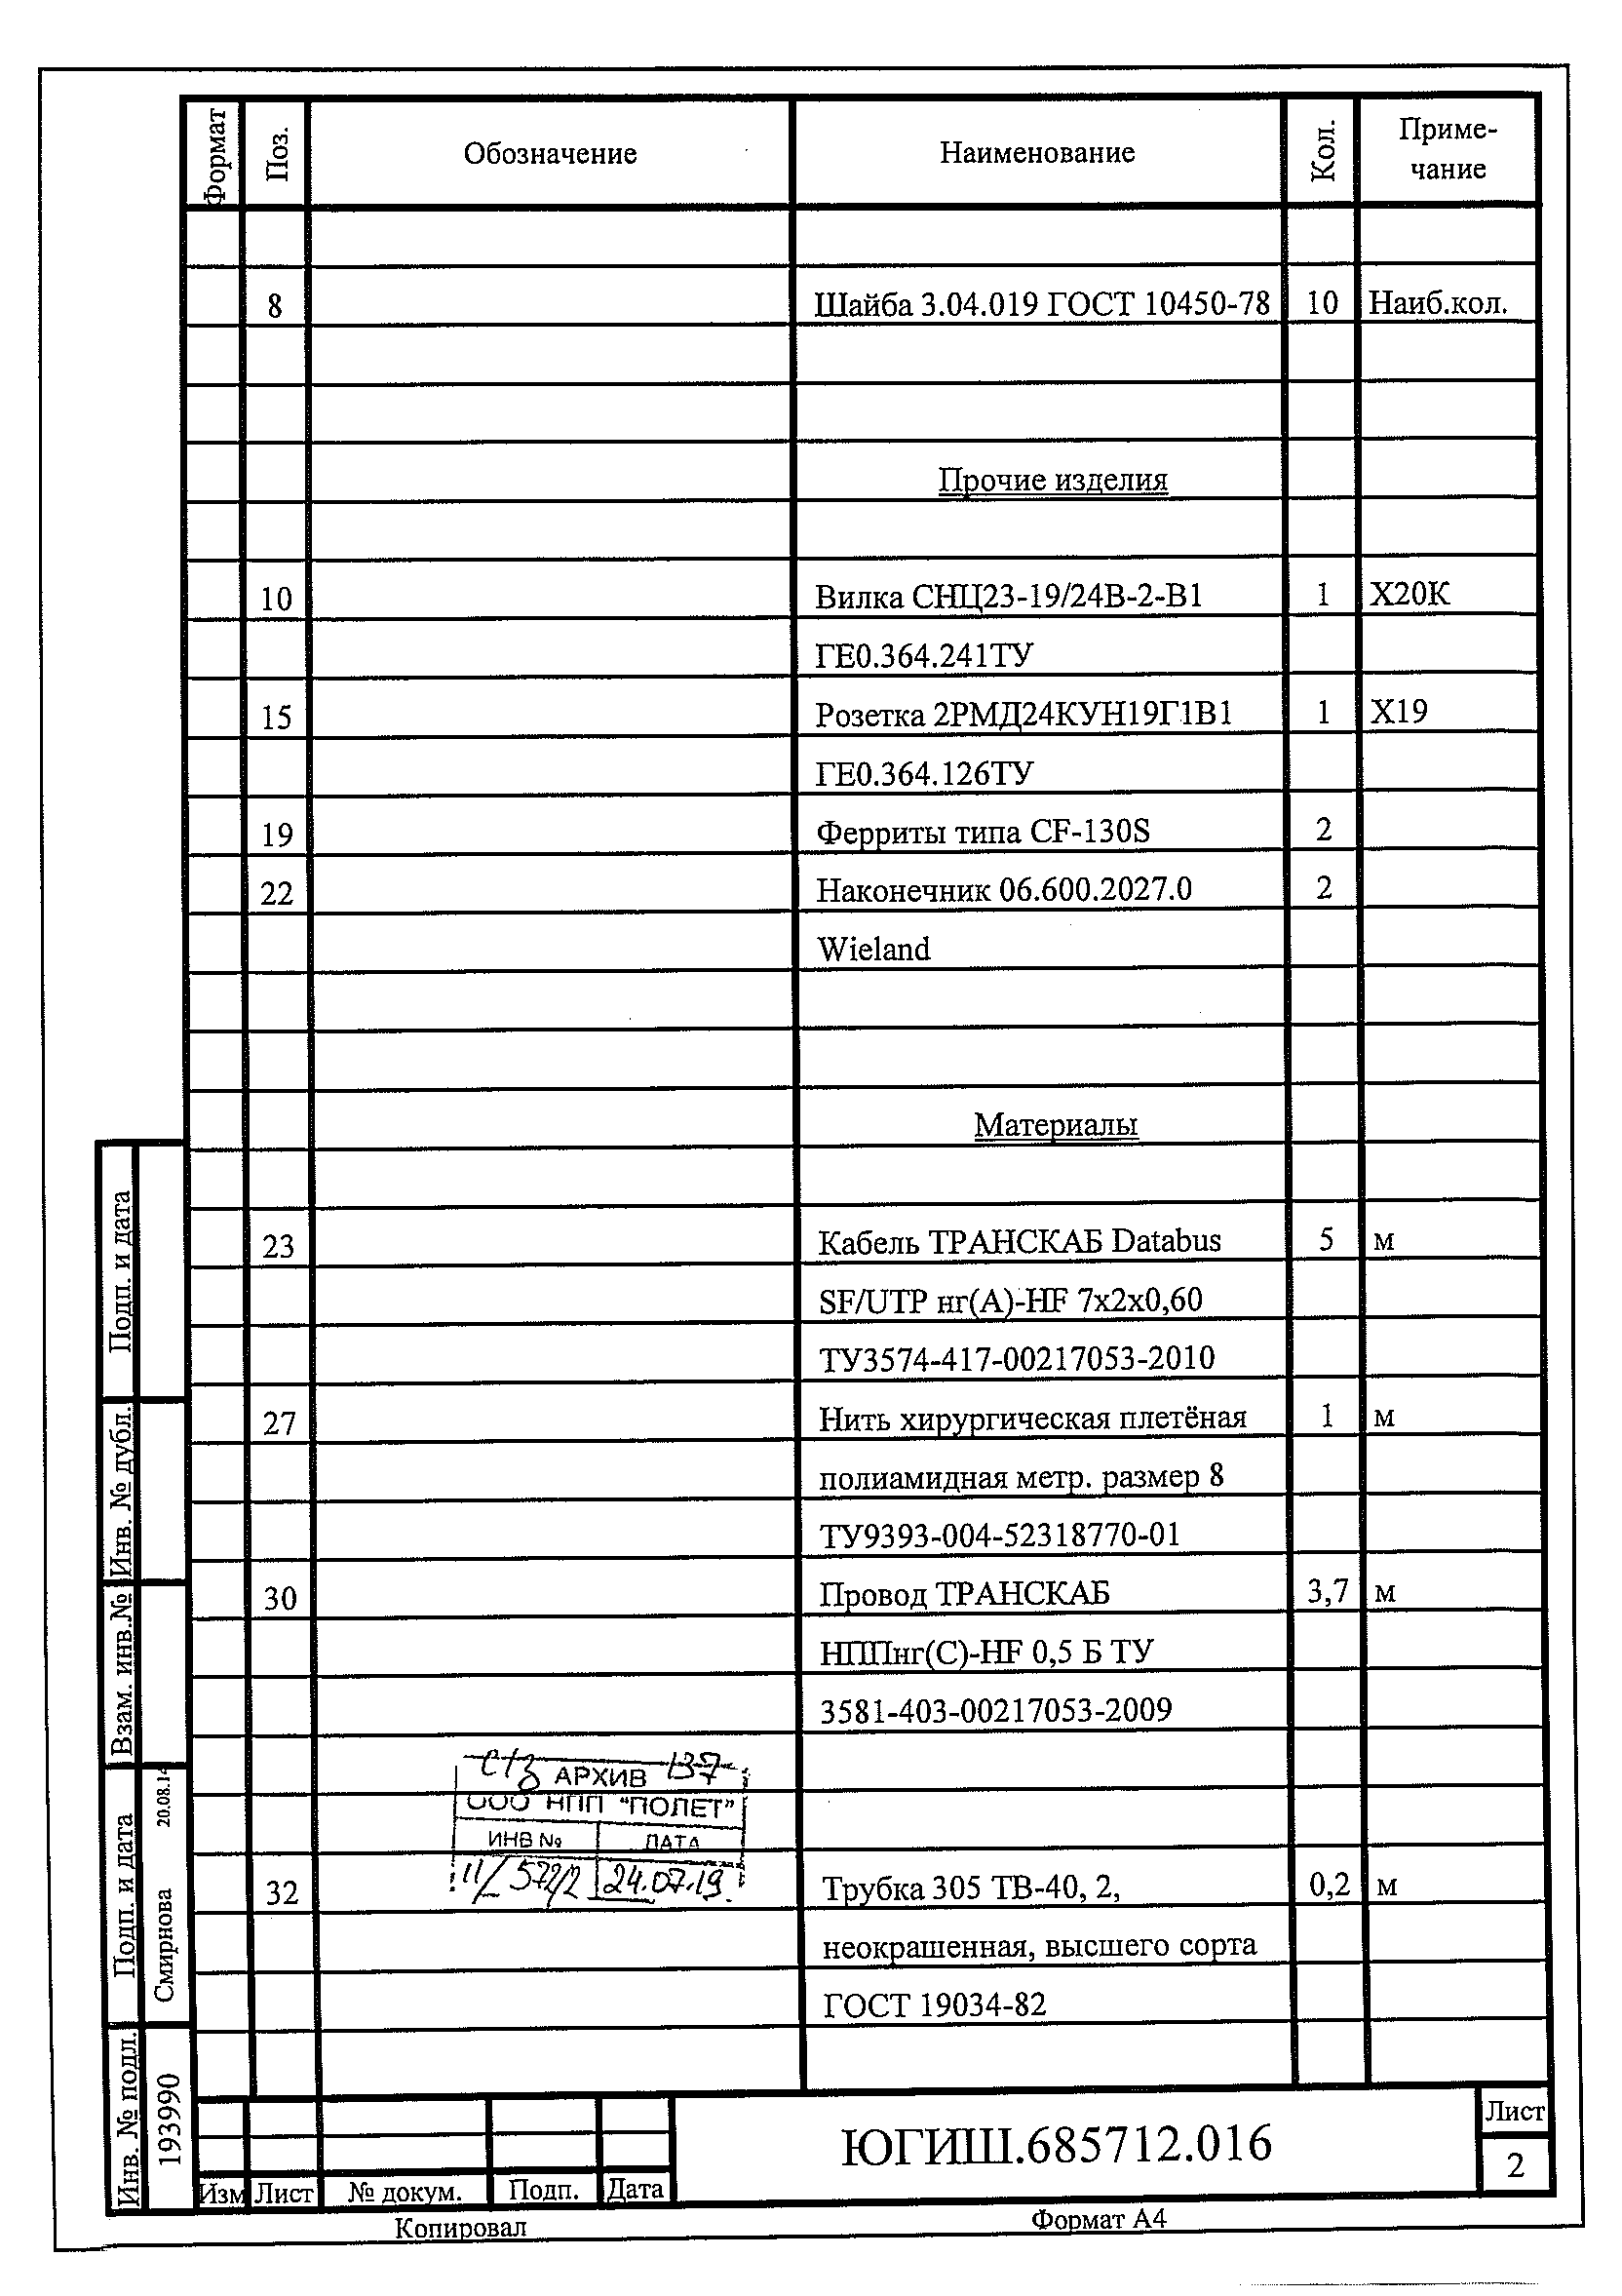 Формат Поз. Обозначение Наименование Кол. Приме-
чание
8 Шайба 3.04.019 ГОСТ 10450-78 10 Наиб.кол.
Прочие изделия
10 Вилка СНЦ23-19/24В-2-В1 1 Х20К
ГЕ0.364.241ТУ
15 Розетка 2РМД24КУН19Г1В1 1 Х19
ГЕ0.364.126ТУ
19 Ферриты типа CF-130S 2
22 Наконечник 06.600.2027.0 2
Wieland
Материалы
23 Кабель ТРАНСКАБ Databus 5 м
SF/UTP нг(А)-HF 7х2х0,60
ТУ3574-417-00217053-2010
27 Нить хирургическая плетёная 1 м
полиамидная метр. размер 8
ТУ9393-004-52318770-01
30 Провод ТРАНСКАБ 3,7 м
НППнг(С)-HF 0,5 Б ТУ
3581-403-00217053-2009
АРХИВ 137
ООО НПП "ПОЛЕТ"
ИНВ № ДАТА
11/572/2 24.07.19.
32 Трубка 305 ТВ-40, 2, 0,2 м
неокрашенная, высшего сорта
ГОСТ 19034-82
Подп. и дата
Инв. № дубл.
Взам. инв.№
Подп. и дата Смирнова 20.08.14
Инв. № подл. 193990
ЮГИШ.685712.016
Лист
2
Изм Лист № докум. Подп. Дата
Копировал Формат А4